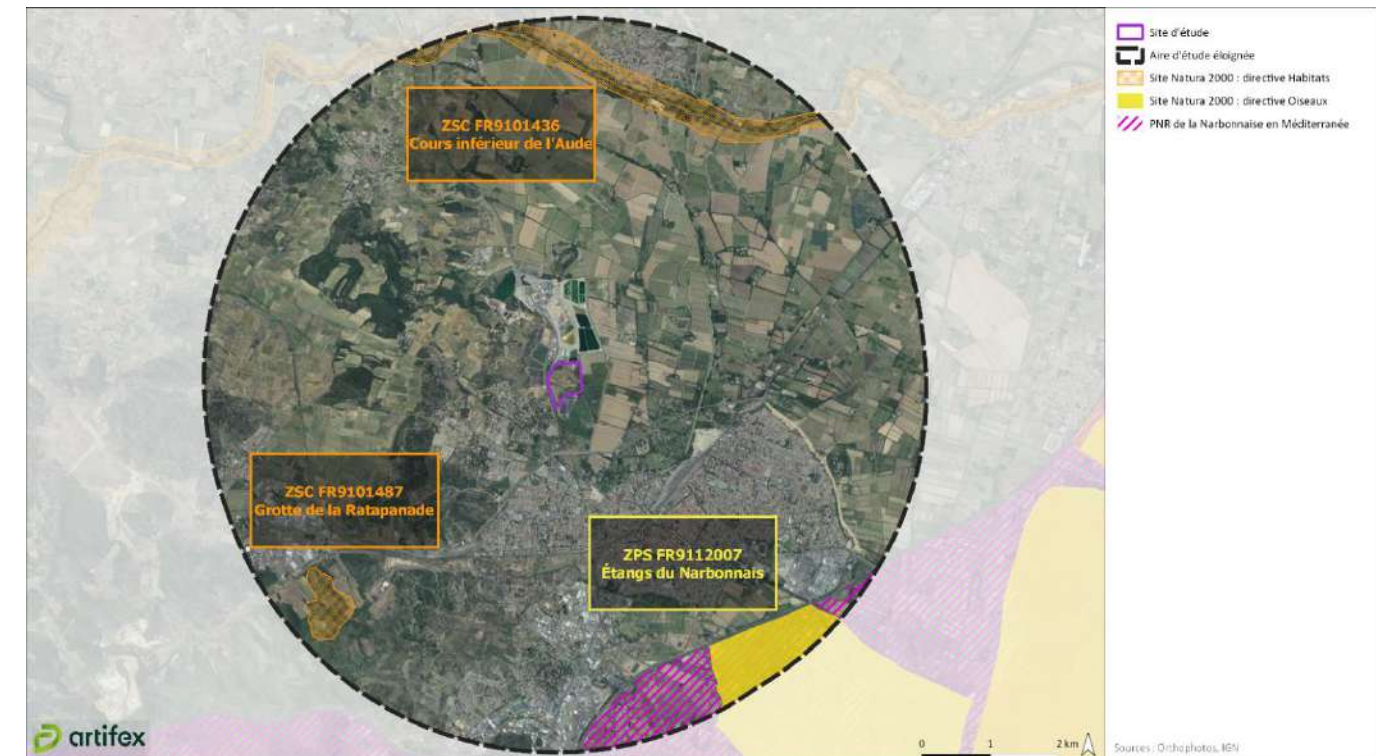 Site d'étude
Aire d'étude éloignée
Site Natura 2000 : directive Habitats
Site Natura 2000 : directive Oiseaux
PNR de la Narbonnaise en Méditerranée
ZSC FR9101436
Cours inférieur de l'Aude
ZSC FR9101487
Grotte de la Ratapanade
ZPS FR9112007
Étangs du Narbonnais
artifex
0 1 2 km
Sources : Orthophotos, IGN